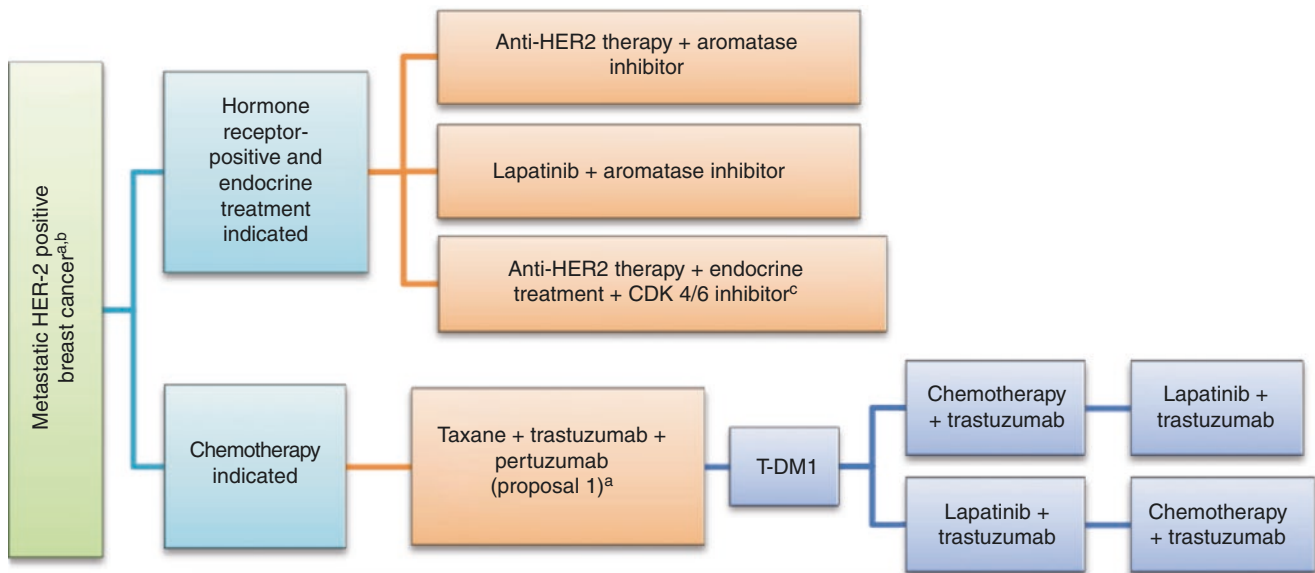 Metastatic HER-2 positive
breast cancer^a,b
Hormone
receptor-
positive and
endocrine
treatment
indicated
Anti-HER2 therapy + aromatase
inhibitor
Lapatinib + aromatase inhibitor
Anti-HER2 therapy + endocrine
treatment + CDK 4/6 inhibitor^c
Chemotherapy
indicated
Taxane + trastuzumab +
pertuzumab
(proposal 1)^a
T-DM1
Chemotherapy
+ trastuzumab
Lapatinib +
trastuzumab
Lapatinib +
trastuzumab
Chemotherapy
+ trastuzumab